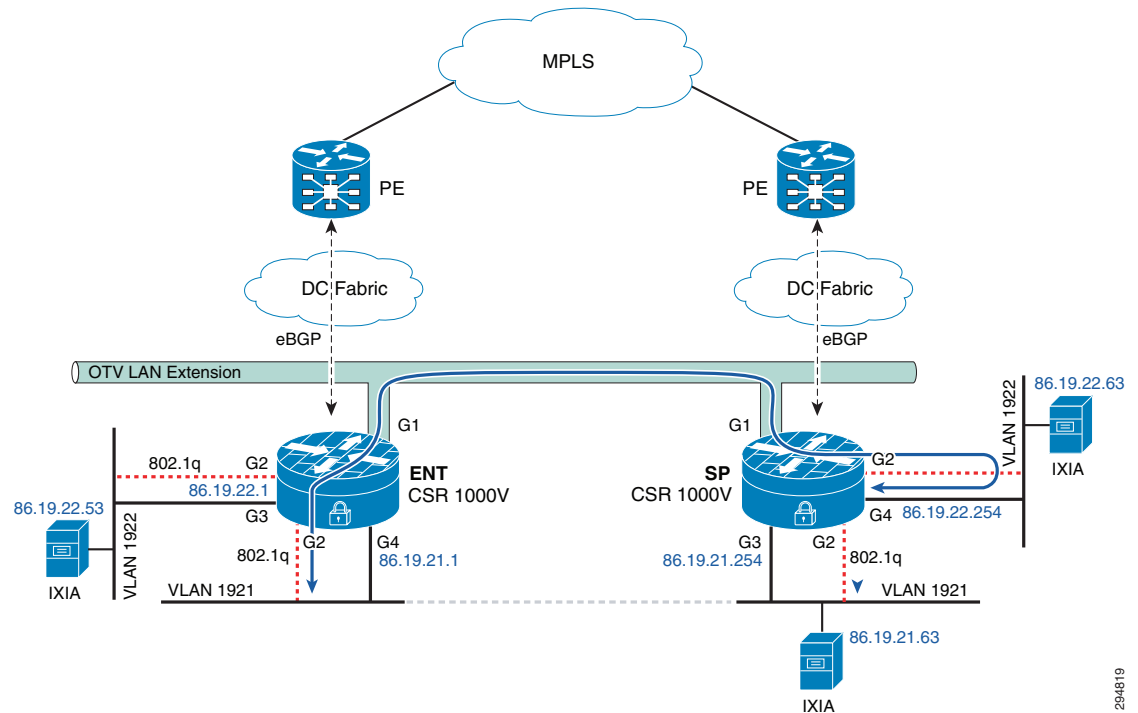 MPLS
PE
PE
DC Fabric
DC Fabric
eBGP
eBGP
OTV LAN Extension
G1
G1
86.19.22.63
VLAN 1922
IXIA
802.1q
G2
ENT
CSR 1000V
SP
CSR 1000V
G2
86.19.22.1
86.19.22.53
G3
G4
86.19.22.254
VLAN 1922
IXIA
802.1q
G2
G4
86.19.21.1
G3
86.19.21.254
G2
802.1q
VLAN 1921
VLAN 1921
86.19.21.63
IXIA
294819